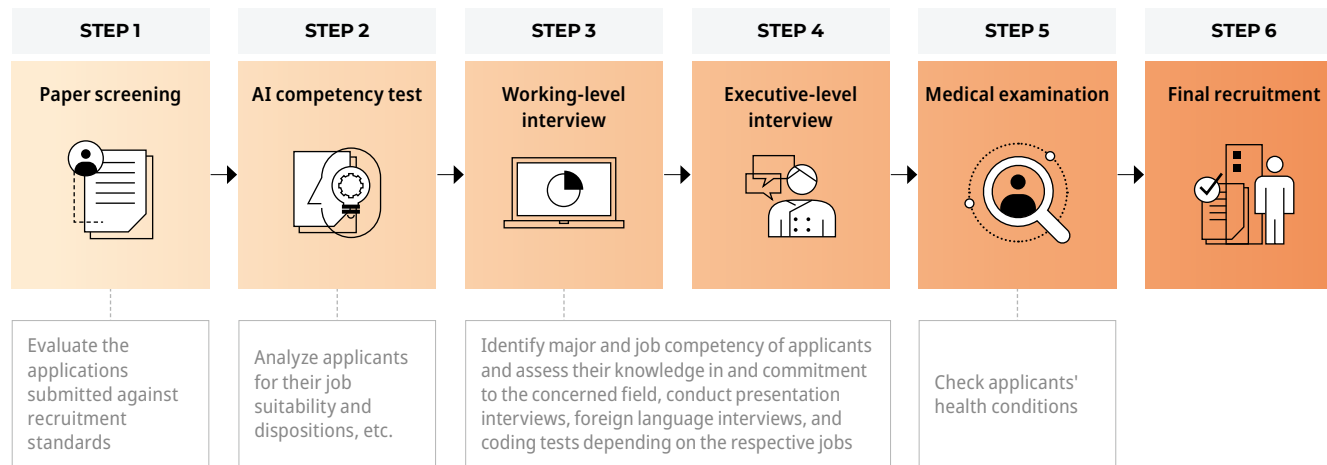 STEP 1
STEP 2
STEP 3
STEP 4
STEP 5
STEP 6
Paper screening
AI competency test
Working-level
interview
Executive-level
interview
Medical examination
Final recruitment
Evaluate the
applications
submitted against
recruitment
standards
Analyze applicants
for their job
suitability and
dispositions, etc.
Identify major and job competency of applicants
and assess their knowledge in and commitment
to the concerned field, conduct presentation
interviews, foreign language interviews, and
coding tests depending on the respective jobs
Check applicants'
health conditions